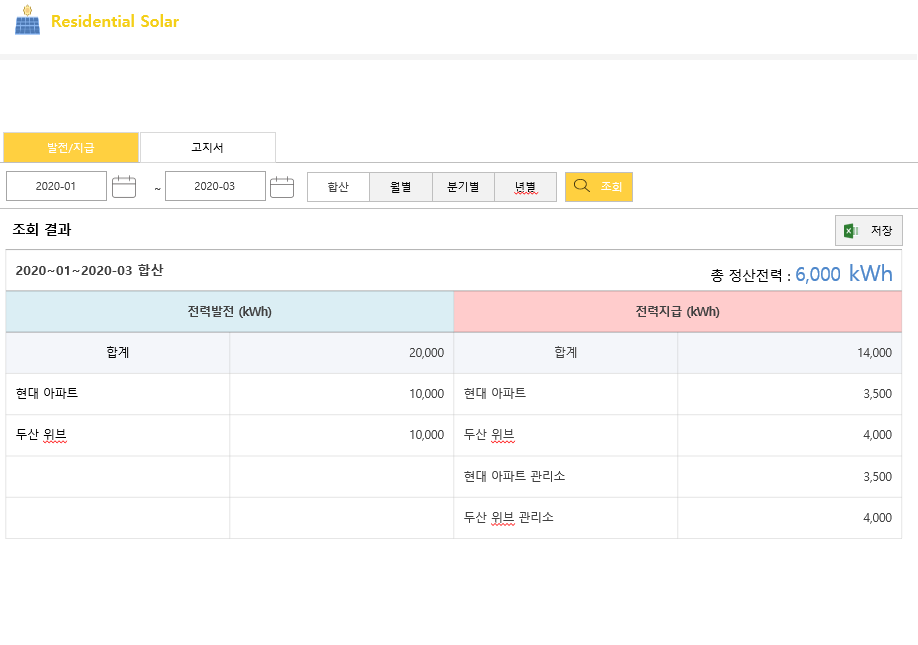 Residential Solar
발전/지급 고지서
2020-01 ~ 2020-03 합산 월별 분기별 년별 조회
조회 결과 저장
2020~01~2020-03 합산 총 정산전력 : 6,000 kWh
전력발전 (kWh) 전력지급 (kWh)
합계 20,000 합계 14,000
현대 아파트 10,000 현대 아파트 3,500
두산 위브 10,000 두산 위브 4,000
현대 아파트 관리소 3,500
두산 위브 관리소 4,000